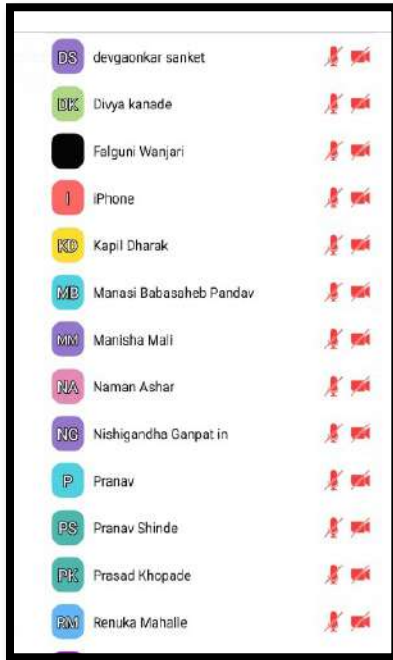 DS devgaonkar sanket
DK Divya kanade
Falguni Wanjari
I iPhone
KD Kapil Dharak
MB Manasi Babasaheb Pandav
MM Manisha Mali
NA Naman Ashar
NG Nishigandha Ganpat in
P Pranav
PS Pranav Shinde
PK Prasad Khopade
RM Renuka Mahalle